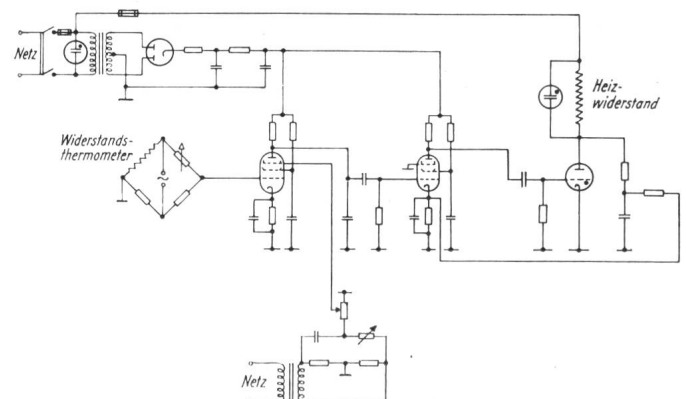 Netz
Heiz-
widerstand
Widerstands-
thermometer
Netz